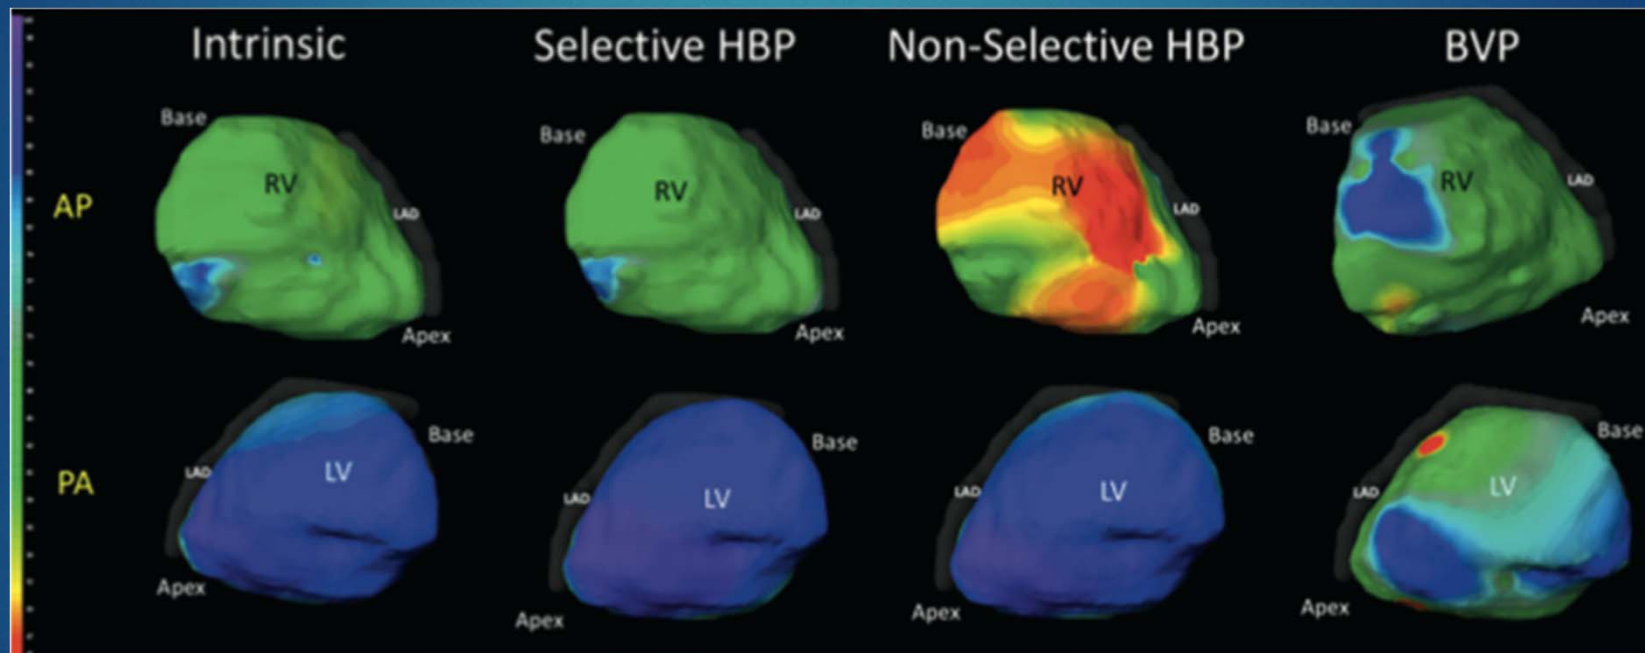 Intrinsic
Selective HBP
Non-Selective HBP
BVP
AP
Base
RV
LAD
Apex
Base
RV
LAD
Apex
Base
RV
LAD
Apex
Base
RV
LAD
Apex
PA
LAD
LV
Base
Apex
LAD
LV
Base
Apex
LAD
LV
Base
Apex
LAD
LV
Base
Apex